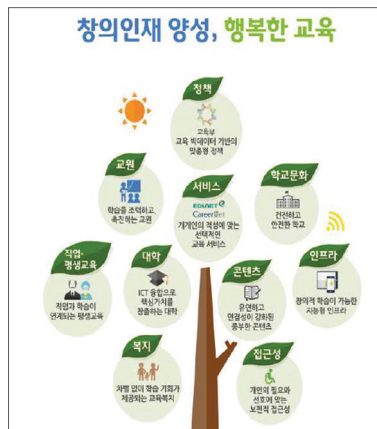 창의인재 양성, 행복한 교육
정책
교육부
교육 빅데이터 기반의
맞춤형 정책
교원
학습을 조력하고,
촉진하는 교원
서비스
EDUNET
CareerNet
개개인의 적성에 맞는
선택적인
교육 서비스
학교문화
건전하고
안전한 학교
직업·
평생교육
직업과 학습이
연계되는 평생교육
대학
ICT 융합으로
핵심가치를
창출하는 대학
콘텐츠
유연하고
연결성이 강화된
풍부한 콘텐츠
인프라
창의적 학습이 가능한
지능형 인프라
복지
차별 없이 학습 기회가
제공되는 교육복지
접근성
개인의 필요와
선호에 맞는
보편적 접근성